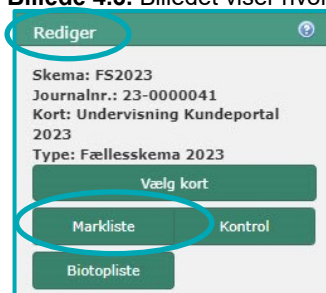 Billede 4.3. Billedet viser hvor
Rediger
Skema: FS2023
Journalnr.: 23-0000041
Kort: Undervisning Kundeportal
2023
Type: Fællesskema 2023
Vælg kort
Markliste Kontrol
Biotopliste